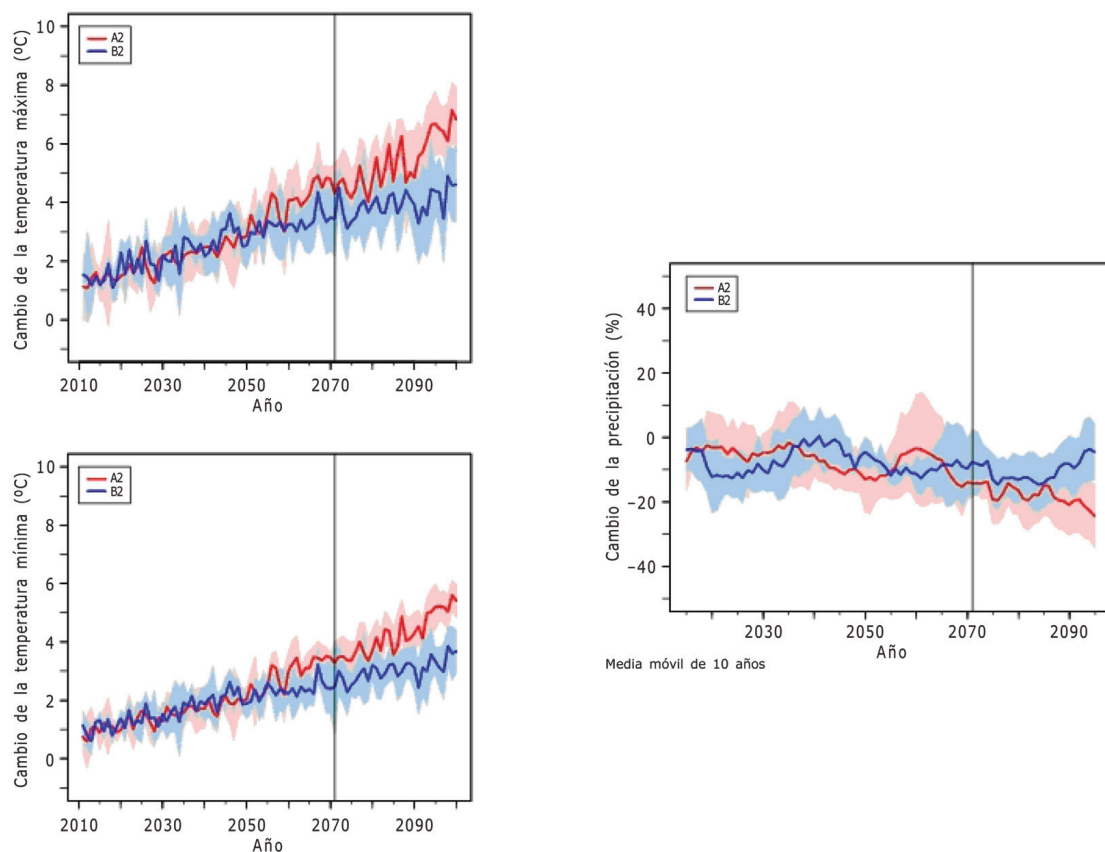 Cambio de la temperatura máxima (ºC)
10
8
6
4
2
0
A2
B2
2010 2030 2050 2070 2090
Año
Cambio de la temperatura mínima (ºC)
10
8
6
4
2
0
A2
B2
2010 2030 2050 2070 2090
Año
Cambio de la precipitación (%)
40
20
0
−20
−40
A2
B2
2030 2050 2070 2090
Año
Media móvil de 10 años